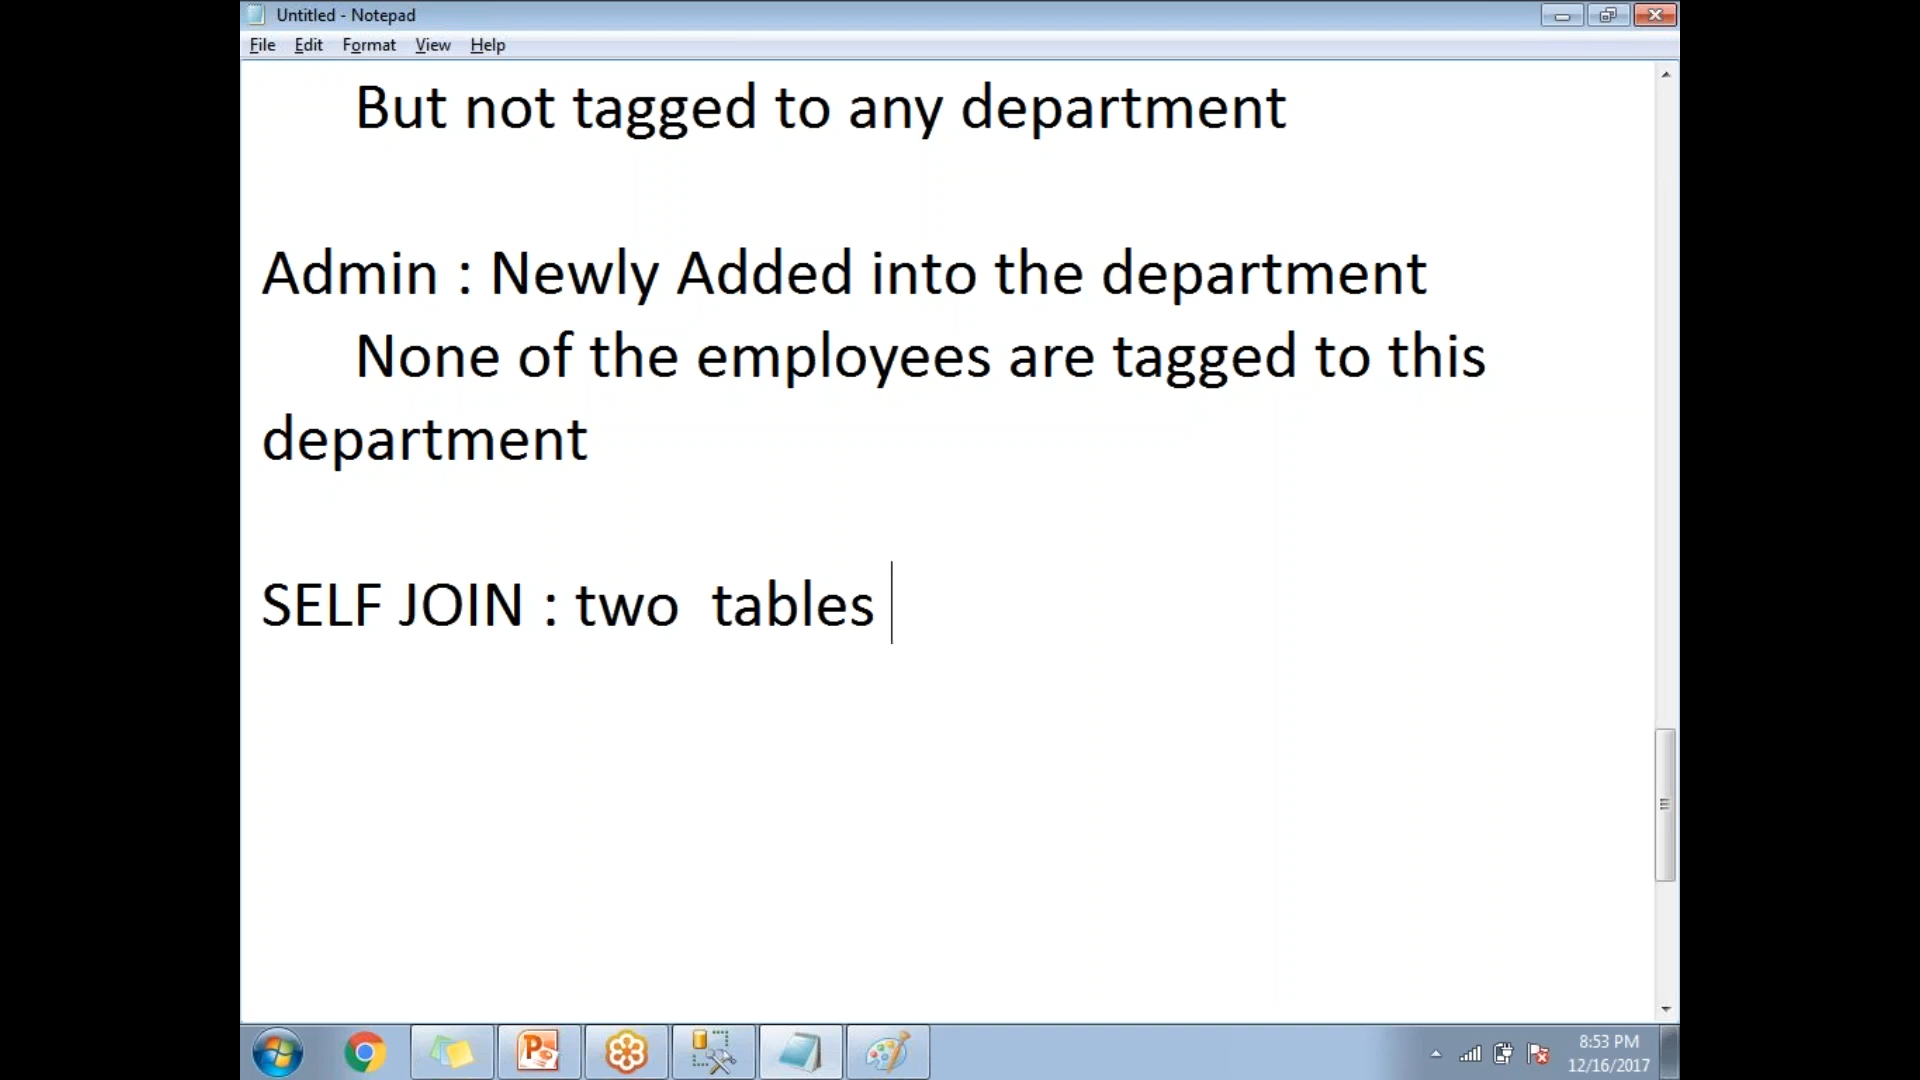 Untitled - Notepad
File Edit Format View Help
But not tagged to any department
Admin : Newly Added into the department
None of the employees are tagged to this
department
SELF JOIN : two  tables
8:53 PM
12/16/2017